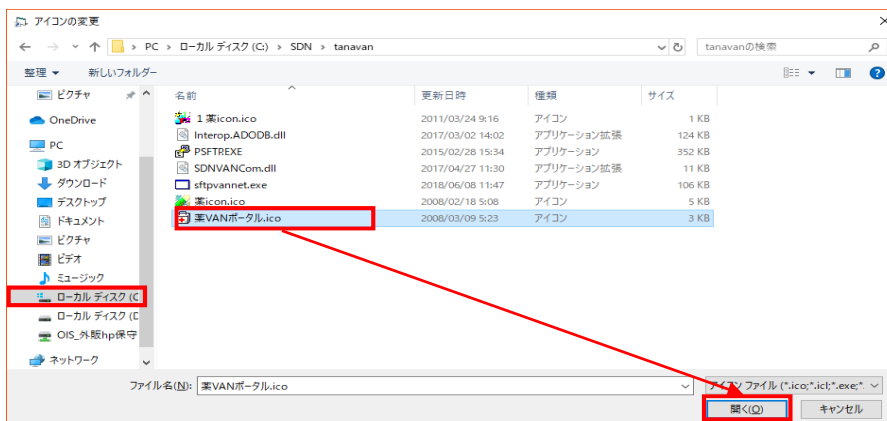 アイコンの変更
PC › ローカル ディスク (C:) › SDN › tanavan
tanavanの検索
整理 新しいフォルダー
名前 更新日時 種類 サイズ
1 薬icon.ico 2011/03/24 9:16 アイコン 1 KB
Interop.ADODB.dll 2017/03/02 14:02 アプリケーション拡張 124 KB
PSFTP.EXE 2015/02/28 15:34 アプリケーション 352 KB
SDNVANCom.dll 2017/04/27 11:30 アプリケーション拡張 11 KB
sftpvannet.exe 2018/06/08 11:47 アプリケーション 106 KB
薬icon.ico 2008/02/18 5:08 アイコン 5 KB
薬VANポータル.ico 2008/03/09 5:23 アイコン 3 KB
ピクチャ
OneDrive
PC
3D オブジェクト
ダウンロード
デスクトップ
ドキュメント
ピクチャ
ビデオ
ミュージック
ローカル ディスク (C
ローカル ディスク (D
OIS_外販hp保守
ネットワーク
ファイル名(N): 薬VANポータル.ico
アイコン ファイル (*.ico;*.icl;*.exe;*.
開く(O) キャンセル